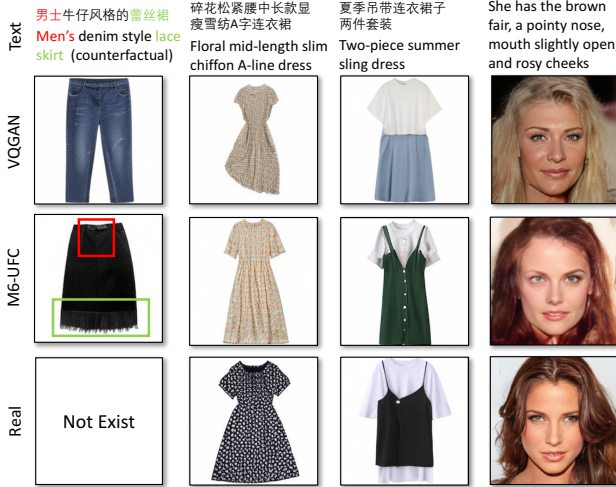 Text
男士牛仔风格的蕾丝裙
Men's denim style lace
skirt (counterfactual)
碎花松紧腰中长款显
瘦雪纺A字连衣裙
Floral mid-length slim
chiffon A-line dress
夏季吊带连衣裙子
两件套装
Two-piece summer
sling dress
She has the brown
fair, a pointy nose,
mouth slightly open
and rosy cheeks
VQGAN
M6-UFC
Real
Not Exist